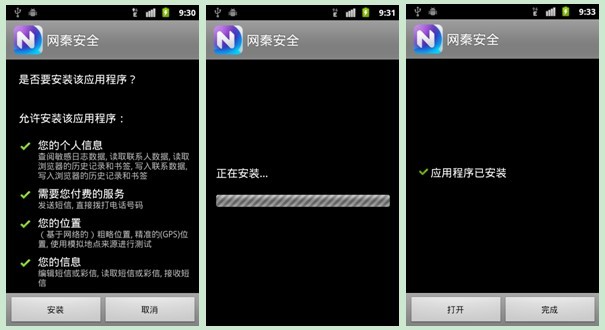 9:30
网秦安全
是否要安装该应用程序？
允许安装该应用程序：
您的个人信息
查阅敏感日志数据, 读取联系人数据, 读取
浏览器的历史记录和书签, 写入联系数据,
写入浏览器的历史记录和书签
需要您付费的服务
发送短信, 直接拨打电话号码
您的位置
（基于网络的）粗略位置, 精准的(GPS)位
置, 使用模拟地点来源进行测试
您的信息
编辑短信或彩信, 读取短信或彩信, 接收短
信
安装
取消
9:31
网秦安全
正在安装...
9:33
网秦安全
应用程序已安装
打开
完成